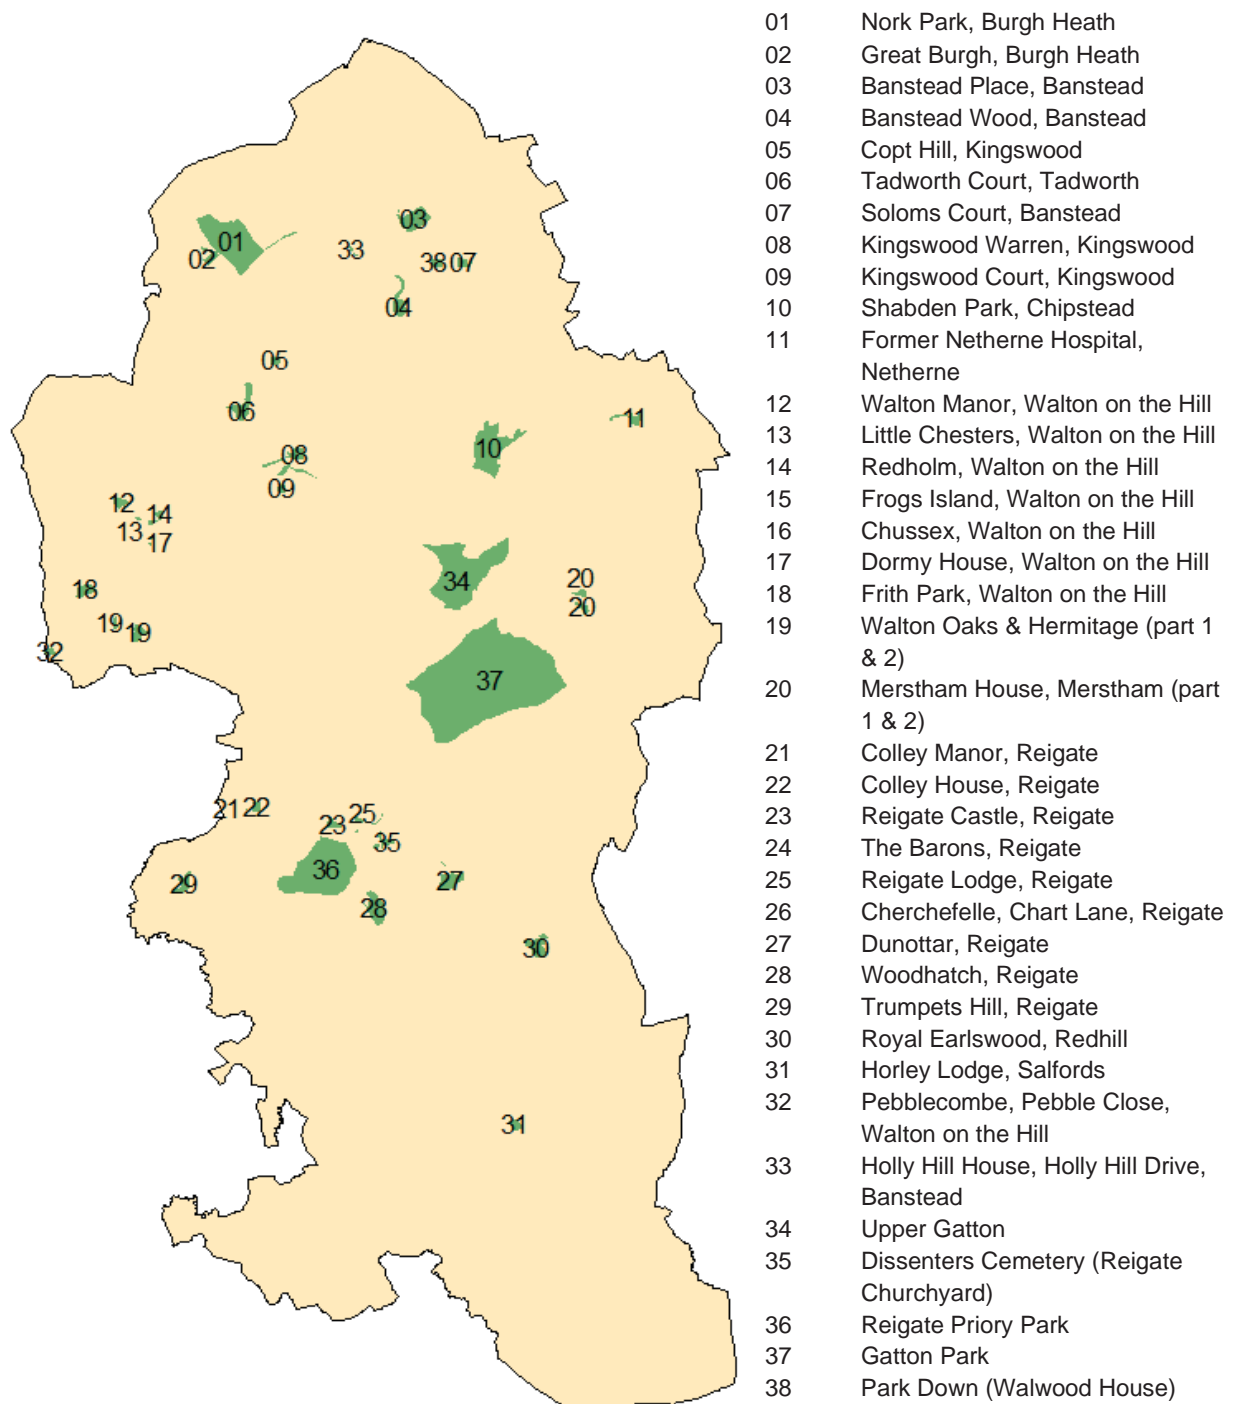 01 Nork Park, Burgh Heath
02 Great Burgh, Burgh Heath
03 Banstead Place, Banstead
04 Banstead Wood, Banstead
05 Copt Hill, Kingswood
06 Tadworth Court, Tadworth
07 Soloms Court, Banstead
08 Kingswood Warren, Kingswood
09 Kingswood Court, Kingswood
10 Shabden Park, Chipstead
11 Former Netherne Hospital,
Netherne
12 Walton Manor, Walton on the Hill
13 Little Chesters, Walton on the Hill
14 Redholm, Walton on the Hill
15 Frogs Island, Walton on the Hill
16 Chussex, Walton on the Hill
17 Dormy House, Walton on the Hill
18 Frith Park, Walton on the Hill
19 Walton Oaks & Hermitage (part 1
& 2)
20 Merstham House, Merstham (part
1 & 2)
21 Colley Manor, Reigate
22 Colley House, Reigate
23 Reigate Castle, Reigate
24 The Barons, Reigate
25 Reigate Lodge, Reigate
26 Cherchefelle, Chart Lane, Reigate
27 Dunottar, Reigate
28 Woodhatch, Reigate
29 Trumpets Hill, Reigate
30 Royal Earlswood, Redhill
31 Horley Lodge, Salfords
32 Pebblecombe, Pebble Close,
Walton on the Hill
33 Holly Hill House, Holly Hill Drive,
Banstead
34 Upper Gatton
35 Dissenters Cemetery (Reigate
Churchyard)
36 Reigate Priory Park
37 Gatton Park
38 Park Down (Walwood House)
03
01
33
02
38 07
04
05
06
11
10
08
09
12
14
13
17
34
20
18
20
19
19
32
37
21 22
25
23
35
36
27
29
28
30
31